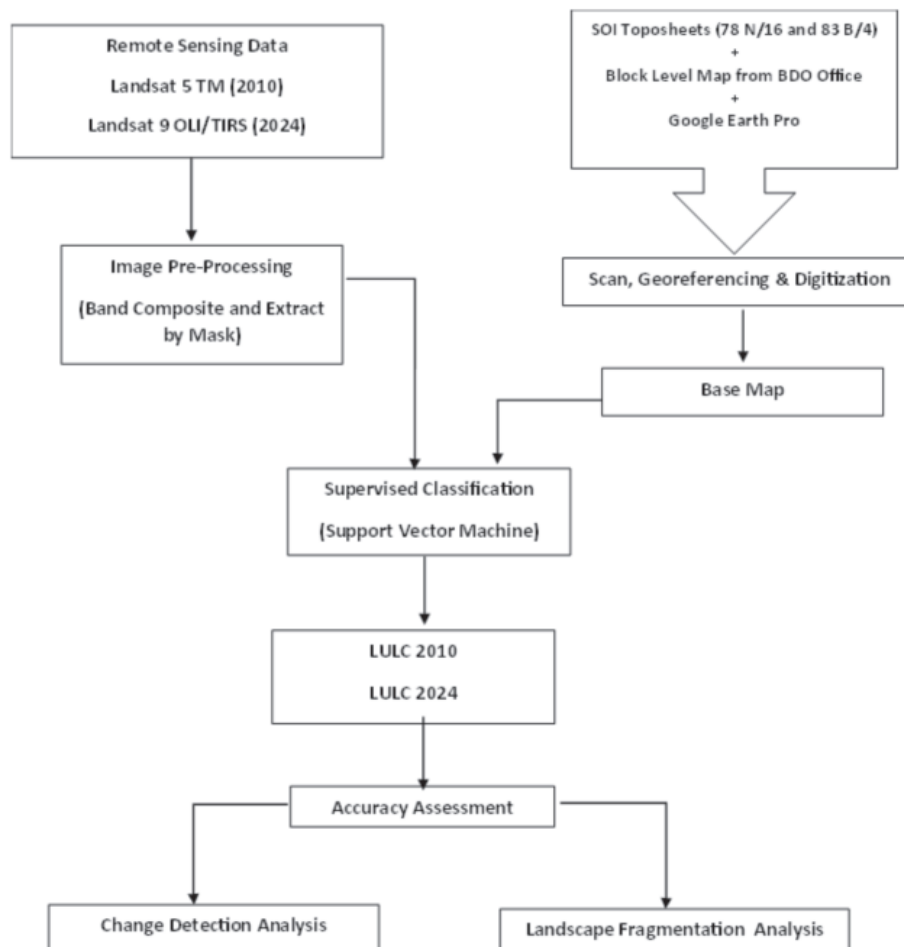 Remote Sensing Data
Landsat 5 TM (2010)
Landsat 9 OLI/TIRS (2024)
SOI Toposheets (78 N/16 and 83 B/4)
+
Block Level Map from BDO Office
+
Google Earth Pro
Image Pre-Processing
(Band Composite and Extract
by Mask)
Scan, Georeferencing & Digitization
Base Map
Supervised Classification
(Support Vector Machine)
LULC 2010
LULC 2024
Accuracy Assessment
Change Detection Analysis
Landscape Fragmentation Analysis